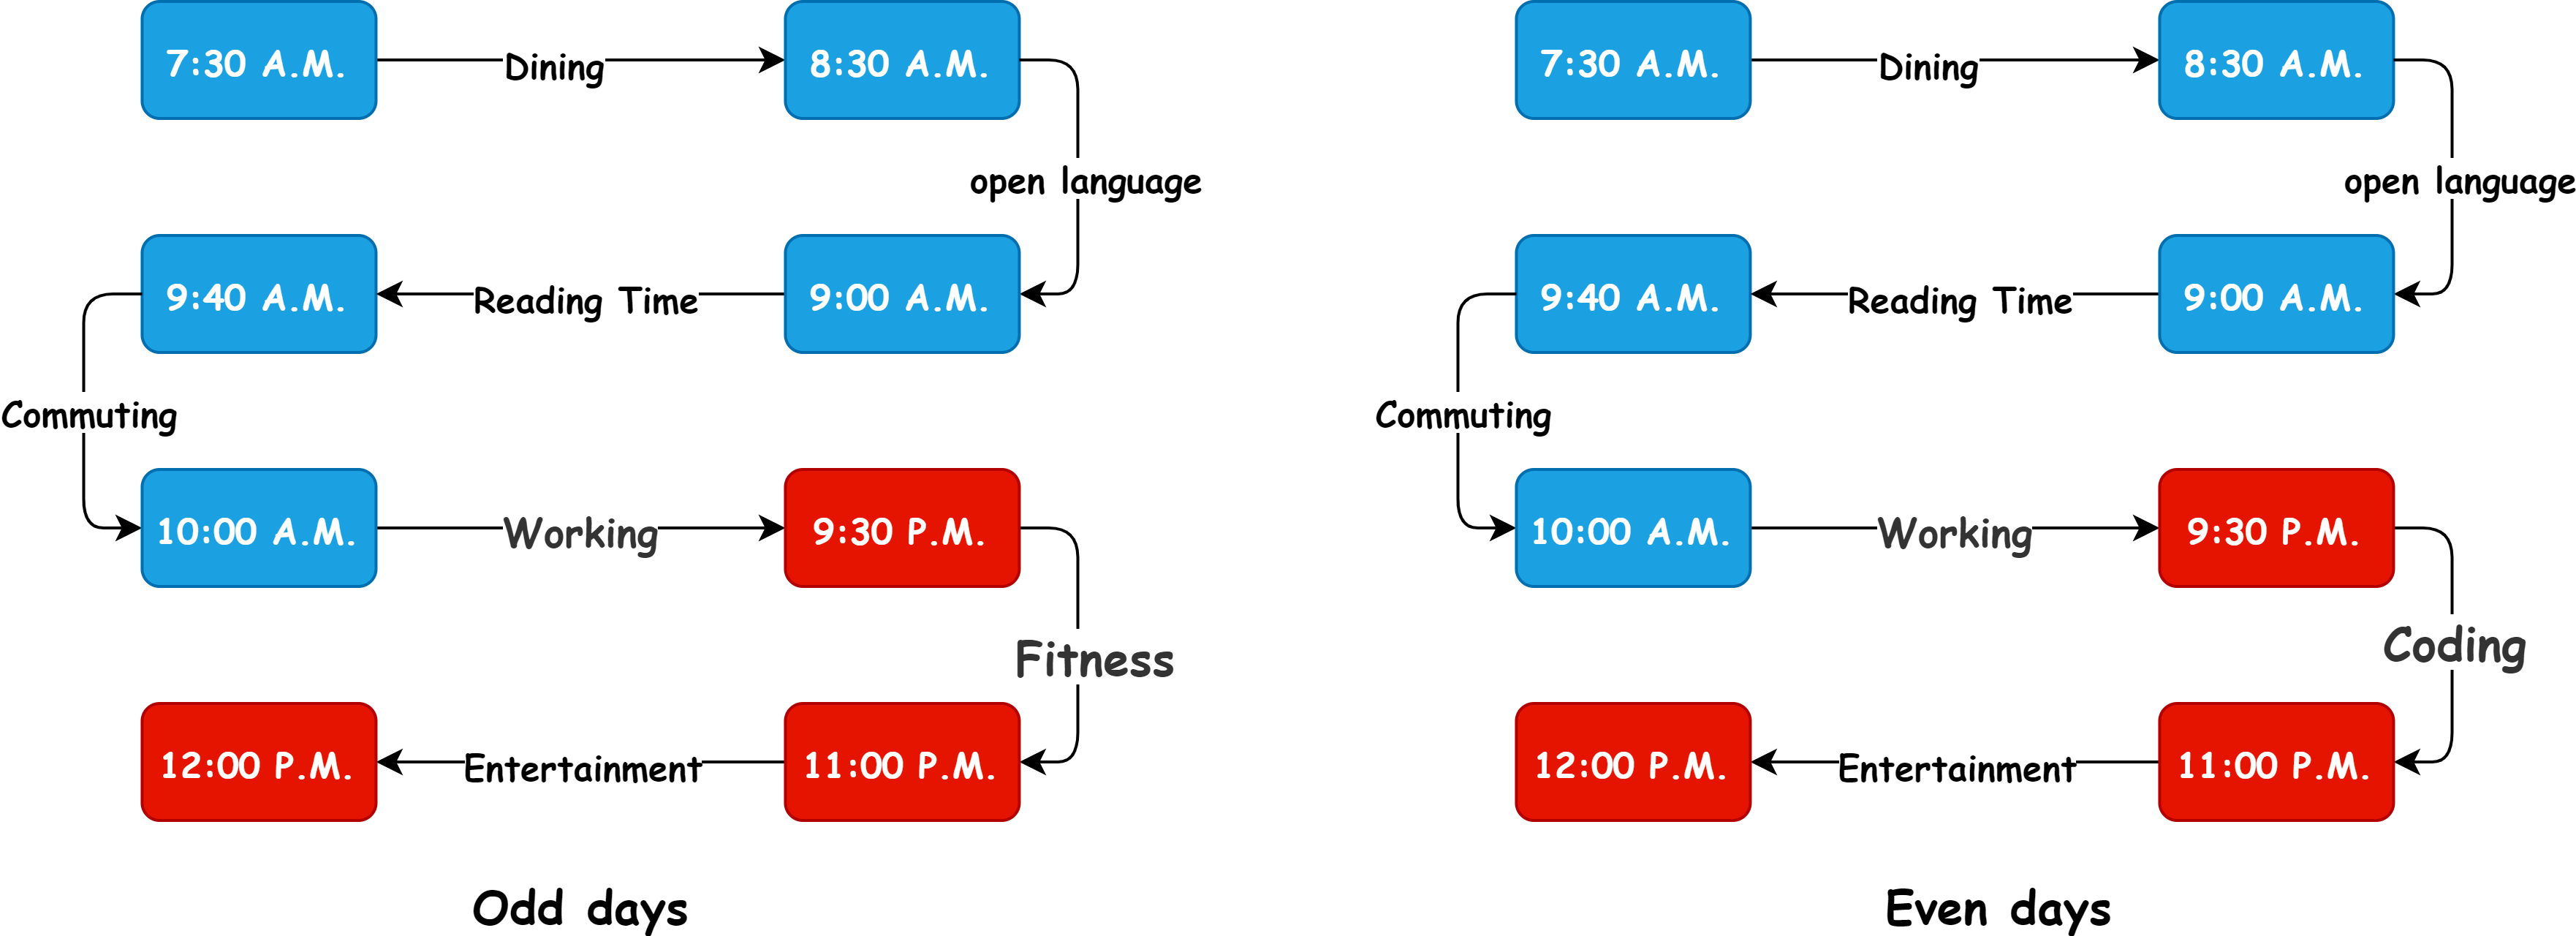 7:30 A.M.
Dining
8:30 A.M.
open language
9:00 A.M.
Reading Time
9:40 A.M.
Commuting
10:00 A.M.
Working
9:30 P.M.
Fitness
11:00 P.M.
Entertainment
12:00 P.M.
Odd days
7:30 A.M.
Dining
8:30 A.M.
open language
9:00 A.M.
Reading Time
9:40 A.M.
Commuting
10:00 A.M.
Working
9:30 P.M.
Coding
11:00 P.M.
Entertainment
12:00 P.M.
Even days